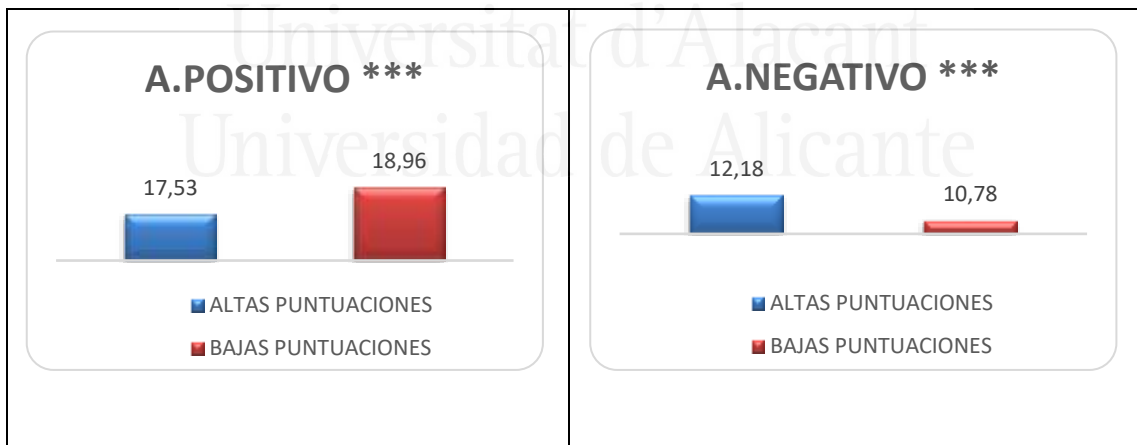 Universitat d'Alacant
Universidad de Alicante
A.POSITIVO ***
17,53
18,96
ALTAS PUNTUACIONES
BAJAS PUNTUACIONES
A.NEGATIVO ***
12,18
10,78
ALTAS PUNTUACIONES
BAJAS PUNTUACIONES